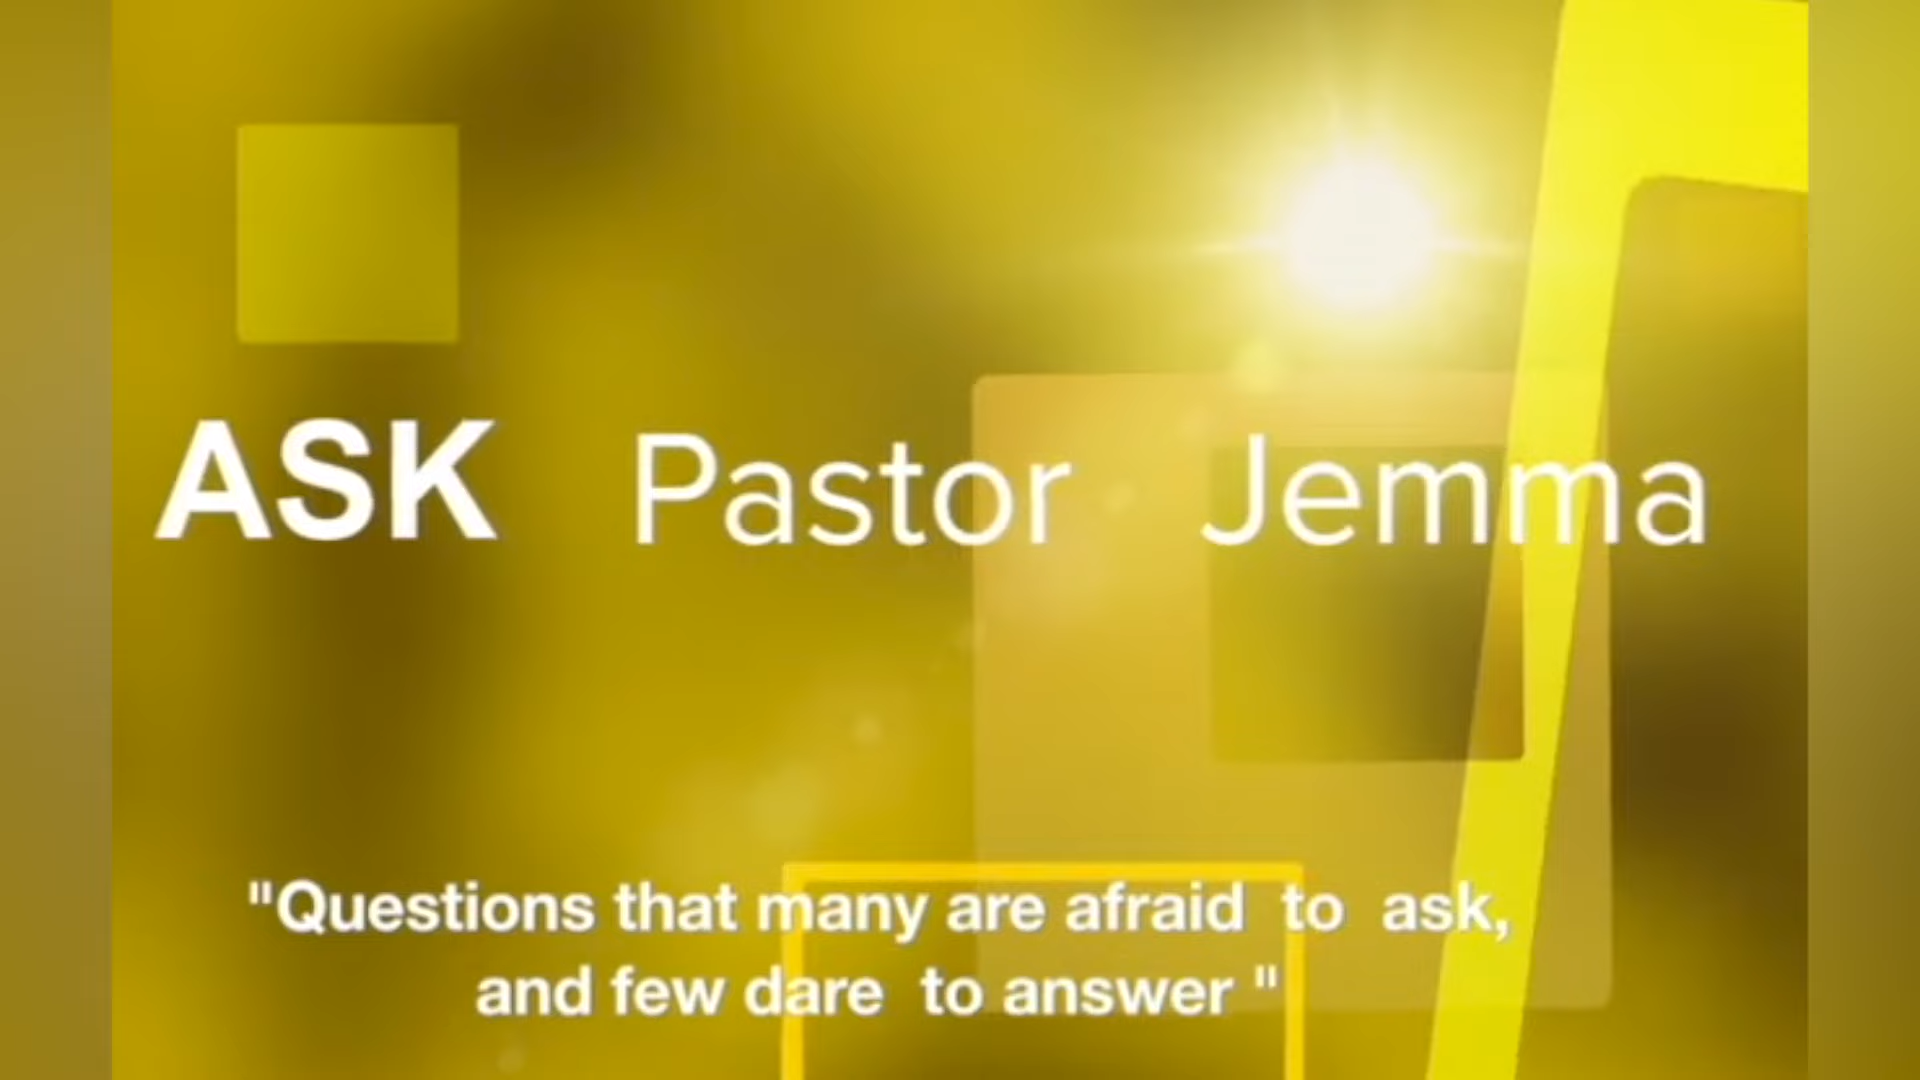 ASK Pastor Jemma
"Questions that many are afraid to ask,
and few dare to answer "